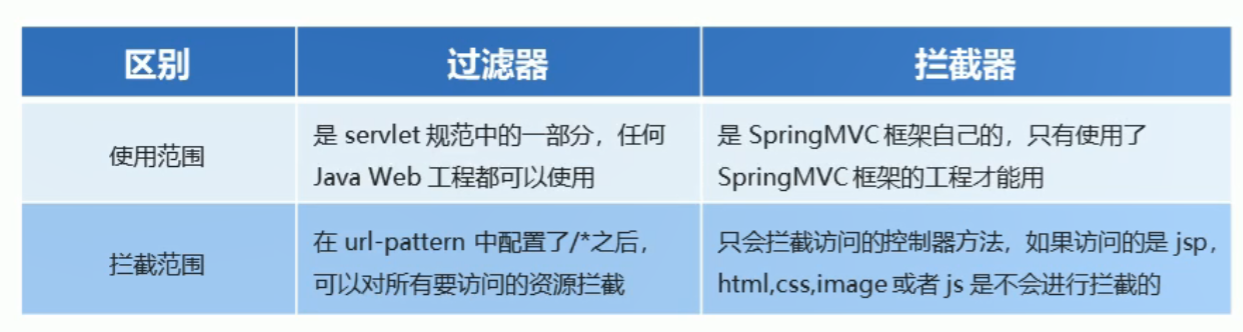 区别 过滤器 拦截器
使用范围
是 servlet 规范中的一部分，任何
Java Web 工程都可以使用
是 SpringMVC 框架自己的，只有使用了
SpringMVC 框架的工程才能用
拦截范围
在 url-pattern 中配置了/*之后，
可以对所有要访问的资源拦截
只会拦截访问的控制器方法，如果访问的是 jsp，
html,css,image 或者 js 是不会进行拦截的